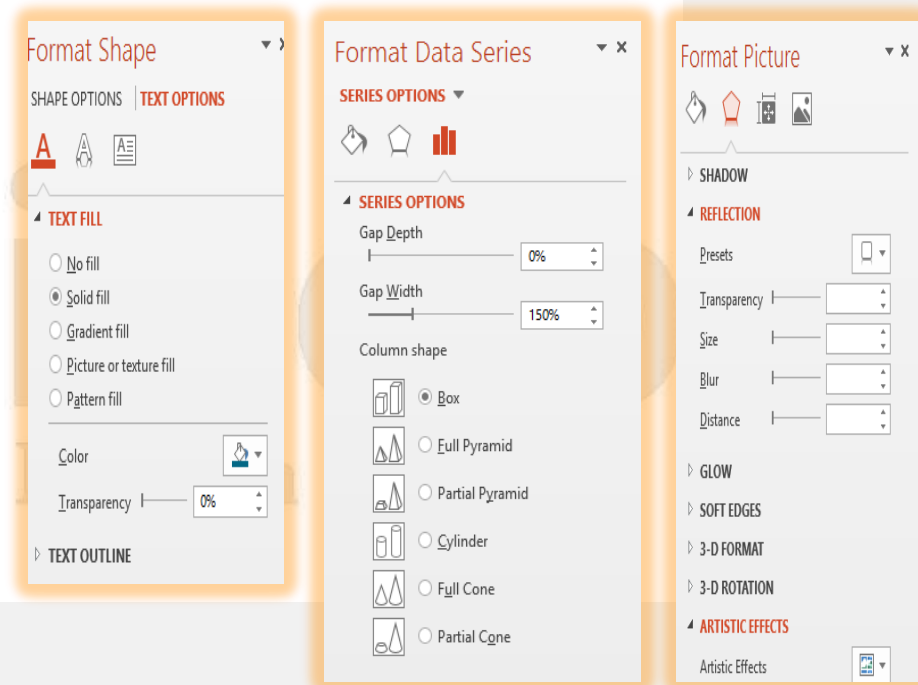 Format Shape
SHAPE OPTIONS TEXT OPTIONS
TEXT FILL
No fill
Solid fill
Gradient fill
Picture or texture fill
Pattern fill
Color
Transparency 0%
TEXT OUTLINE
Format Data Series
SERIES OPTIONS
SERIES OPTIONS
Gap Depth
0%
Gap Width
150%
Column shape
Box
Full Pyramid
Partial Pyramid
Cylinder
Full Cone
Partial Cone
Format Picture
SHADOW
REFLECTION
Presets
Transparency
Size
Blur
Distance
GLOW
SOFT EDGES
3-D FORMAT
3-D ROTATION
ARTISTIC EFFECTS
Artistic Effects